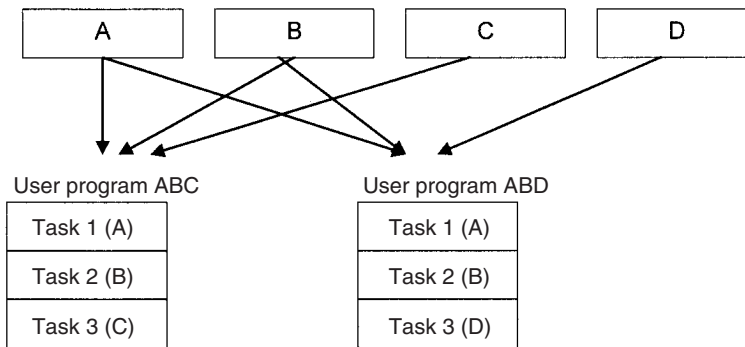 A B C D
User program ABC User program ABD
Task 1 (A) Task 1 (A)
Task 2 (B) Task 2 (B)
Task 3 (C) Task 3 (D)